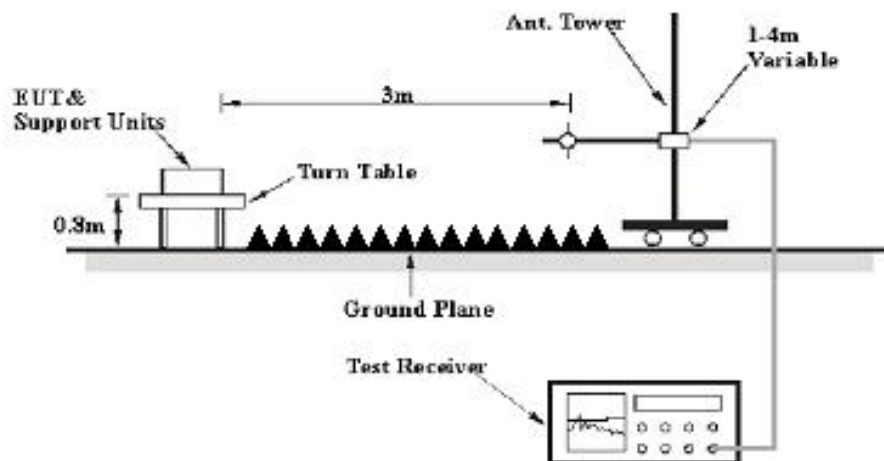 Ant. Tower
1-4m
Variable
3m
EUT&
Support Units
Turn Table
0.8m
Ground Plane
Test Receiver